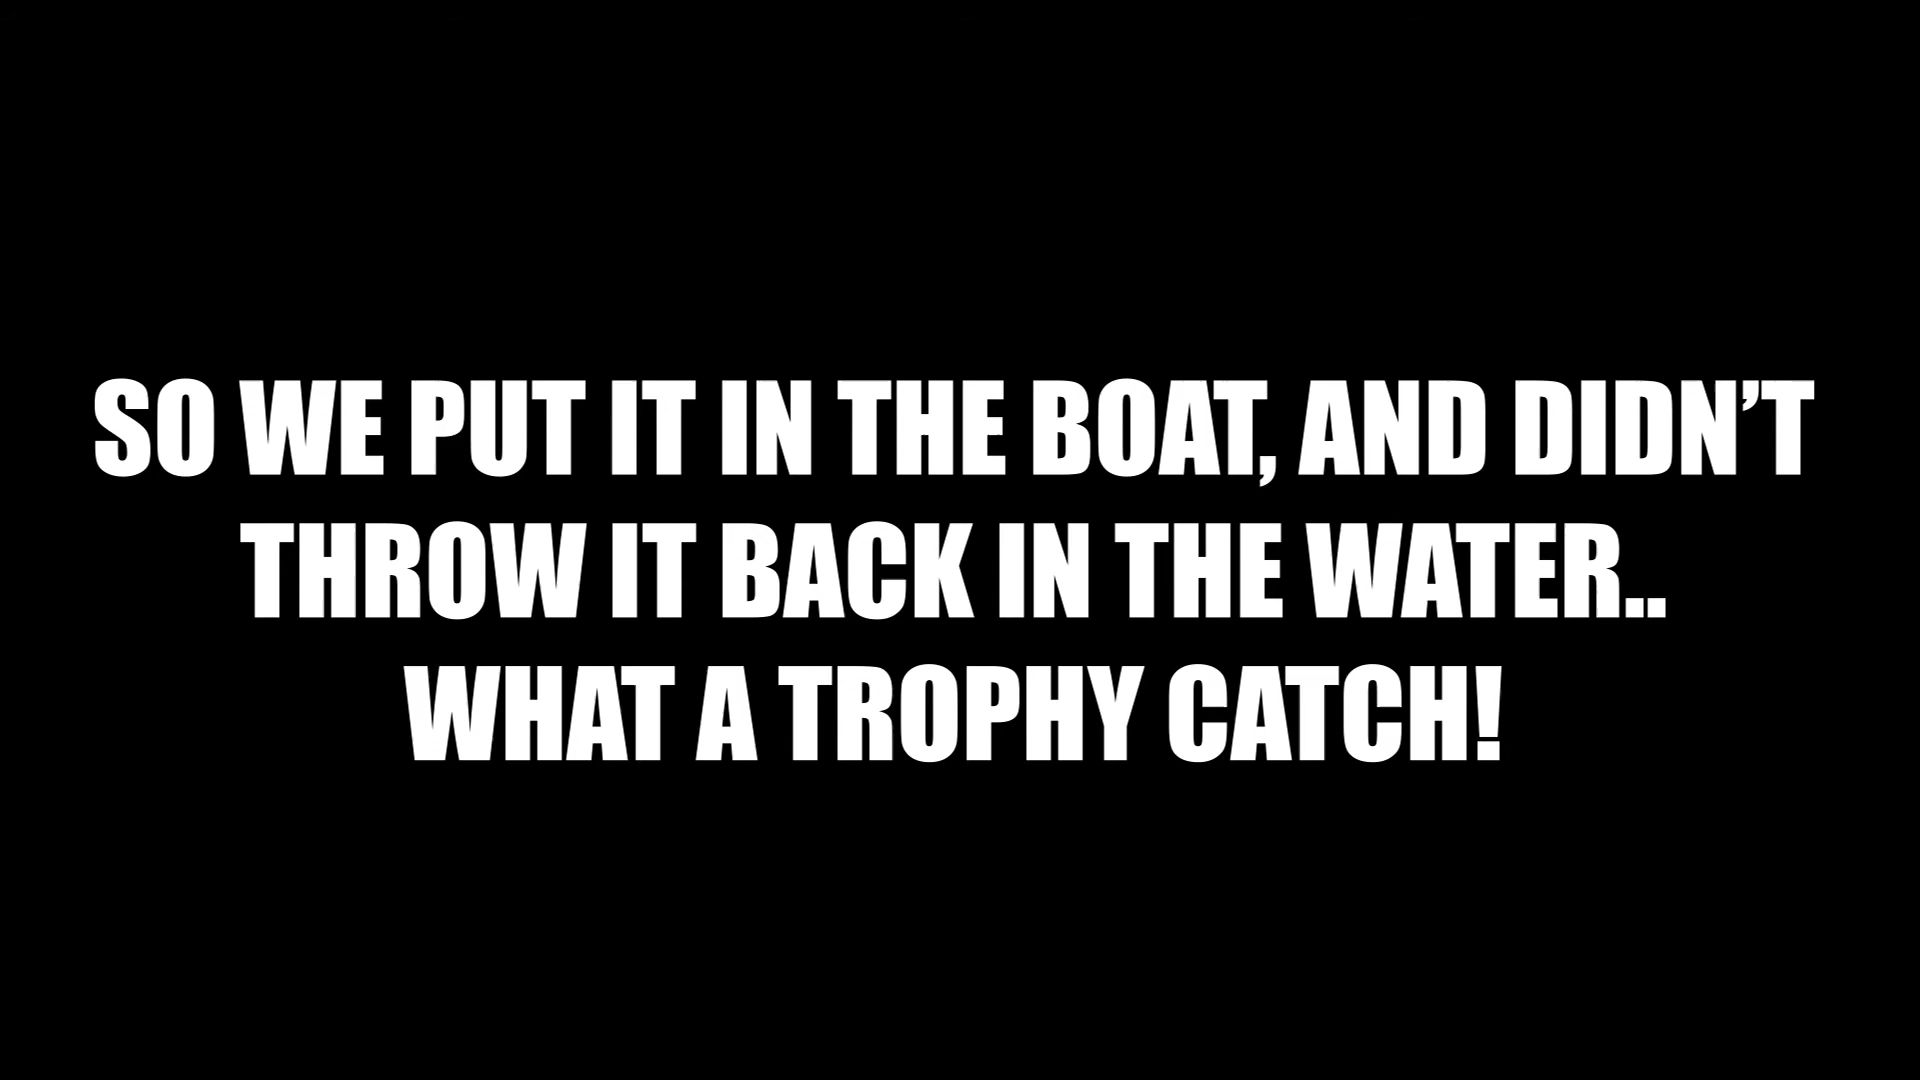 SO WE PUT IT IN THE BOAT, AND DIDN’T
THROW IT BACK IN THE WATER..
WHAT A TROPHY CATCH!